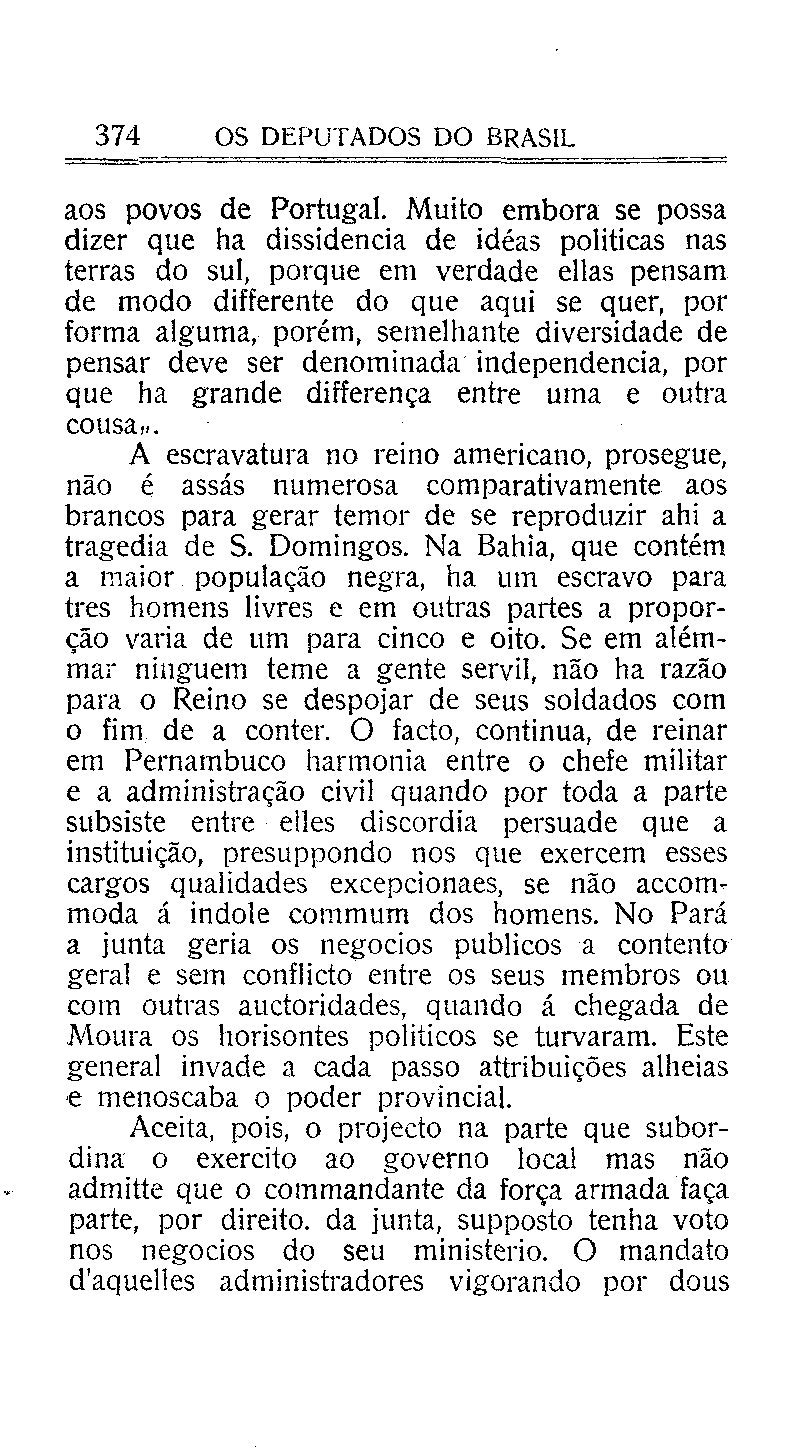 374 OS DEPUTADOS DO BRASIL
aos povos de Portugal. Muito embora se possa
dizer que ha dissidencia de idéas politicas nas
terras do sul, porque em verdade ellas pensam
de modo differente do que aqui se quer, por
forma alguma, porém, semelhante diversidade de
pensar deve ser denominada independencia, por
que ha grande differença entre uma e outra
cousa„.
A escravatura no reino americano, prosegue,
não é assás numerosa comparativamente aos
brancos para gerar temor de se reproduzir ahi a
tragedia de S. Domingos. Na Bahia, que contém
a maior população negra, ha um escravo para
tres homens livres e em outras partes a propor-
ção varia de um para cinco e oito. Se em além-
mar ninguem teme a gente servil, não ha razão
para o Reino se despojar de seus soldados com
o fim de a conter. O facto, continua, de reinar
em Pernambuco harmonia entre o chefe militar
e a administração civil quando por toda a parte
subsiste entre elles discordia persuade que a
instituição, presuppondo nos que exercem esses
cargos qualidades excepcionaes, se não accom-
moda á indole commum dos homens. No Pará
a junta geria os negocios publicos a contento
geral e sem conflicto entre os seus membros ou
com outras auctoridades, quando á chegada de
Moura os horisontes politicos se turvaram. Este
general invade a cada passo attribuições alheias
e menoscaba o poder provincial.
Aceita, pois, o projecto na parte que subor-
dina o exercito ao governo local mas não
admitte que o commandante da força armada faça
parte, por direito. da junta, supposto tenha voto
nos negocios do seu ministerio. O mandato
d'aquelles administradores vigorando por dous